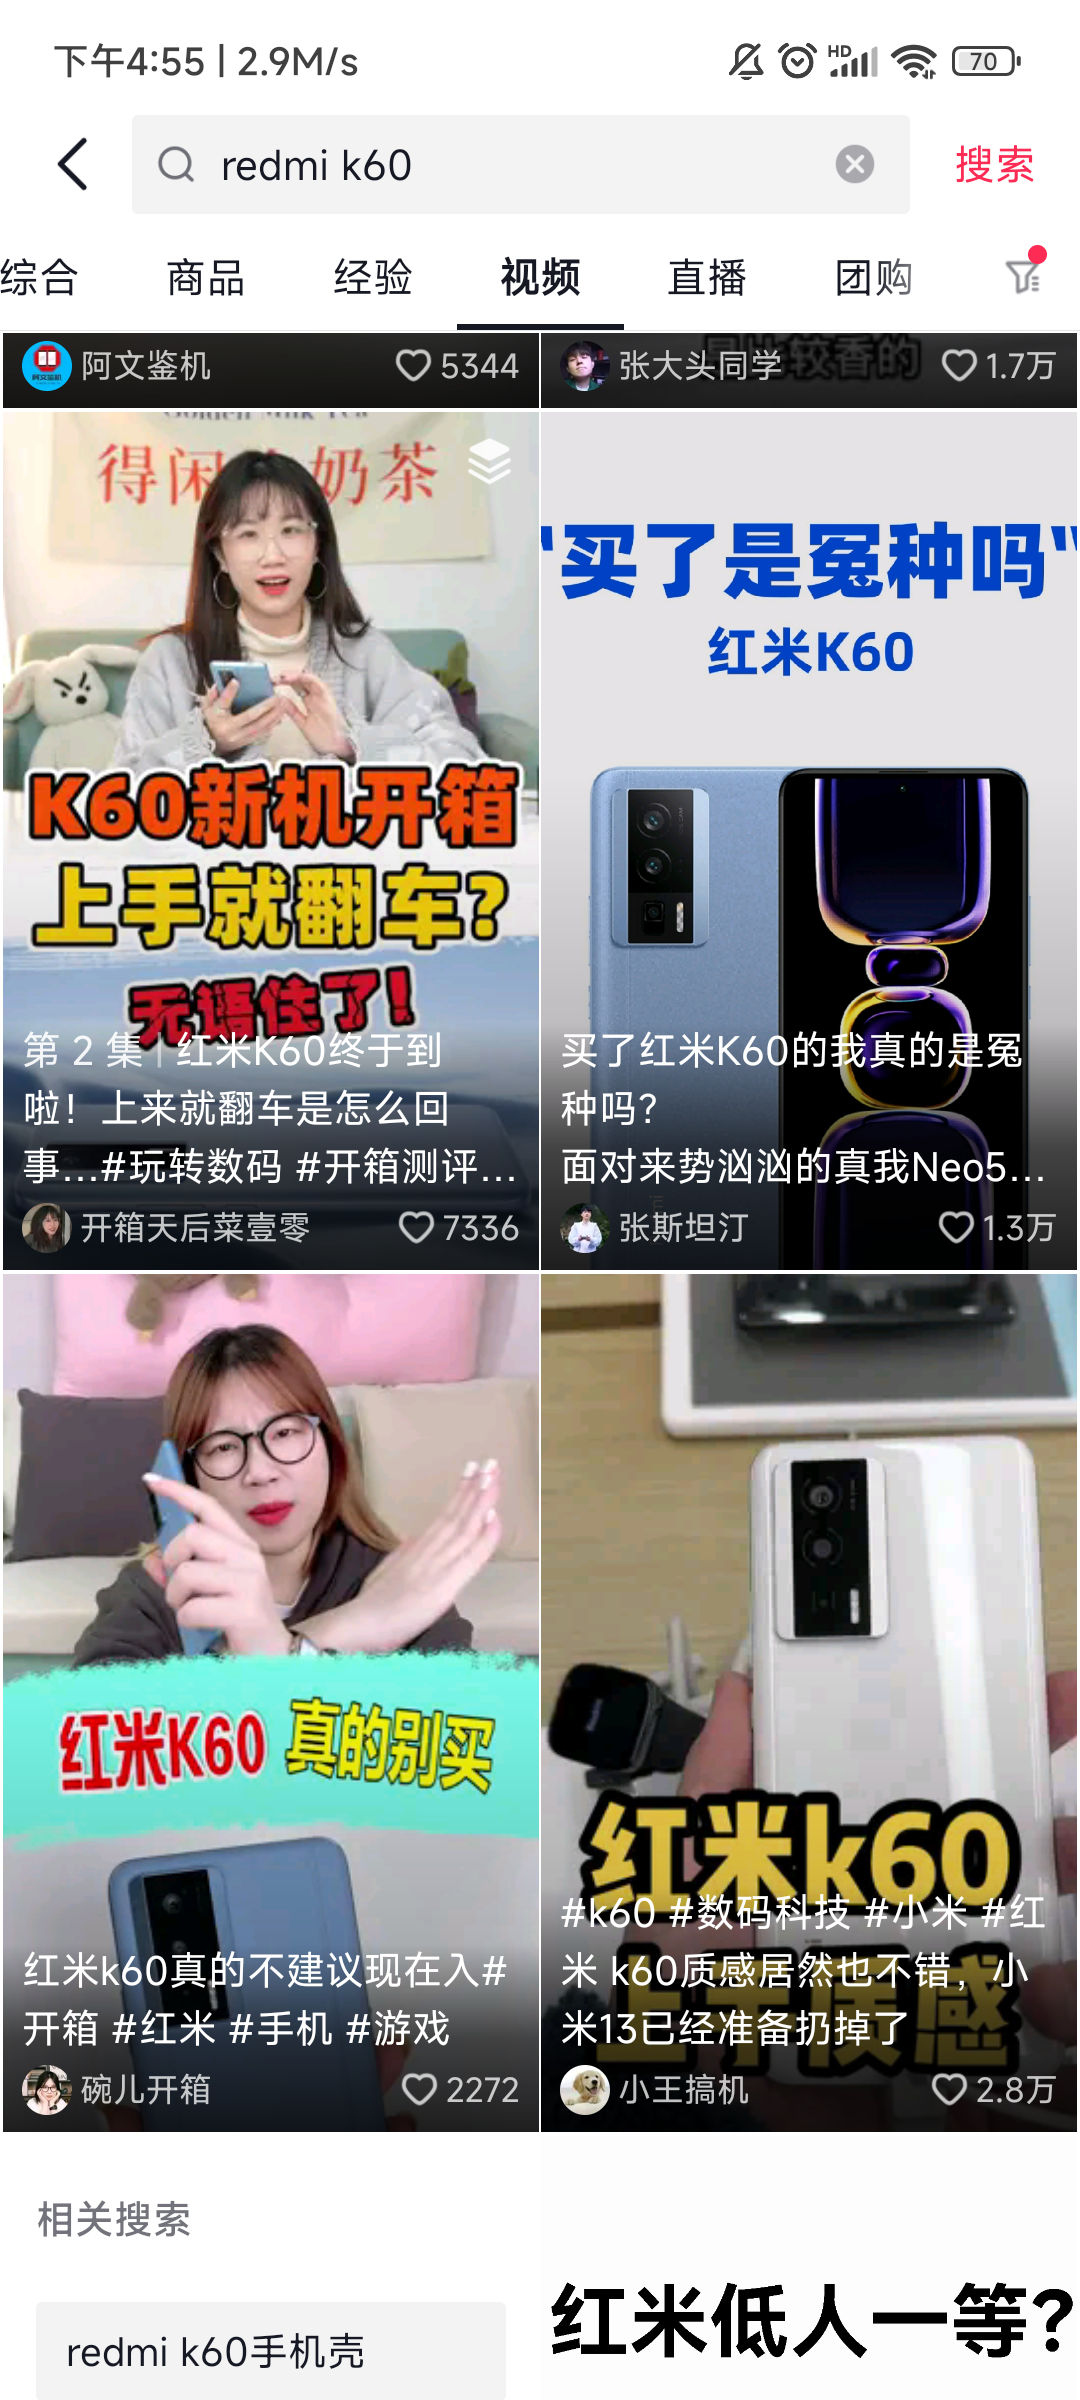 下午4:55 | 2.9M/s
HD
70
redmi k60
搜索
综合
商品
经验
视频
直播
团购
阿文鉴机
5344
较香的
张大头同学
1.7万
得闲 奶茶
K60新机开箱
上手就翻车?
无语住了!
第 2 集 | 红米K60终于到
啦！上来就翻车是怎么回
事...#玩转数码 #开箱测评...
开箱天后菜壹零
7336
"买了是冤种吗"
红米K60
买了红米K60的我真的是冤
种吗?
面对来势汹汹的真我Neo5...
张斯坦汀
1.3万
红米K60 真的别买
红米k60真的不建议现在入#
开箱 #红米 #手机 #游戏
碗儿开箱
2272
红米k60
上手质感
#k60 #数码科技 #小米 #红
米 k60质感居然也不错，小
米13已经准备扔掉了
小王搞机
2.8万
相关搜索
redmi k60手机壳
红米低人一等?